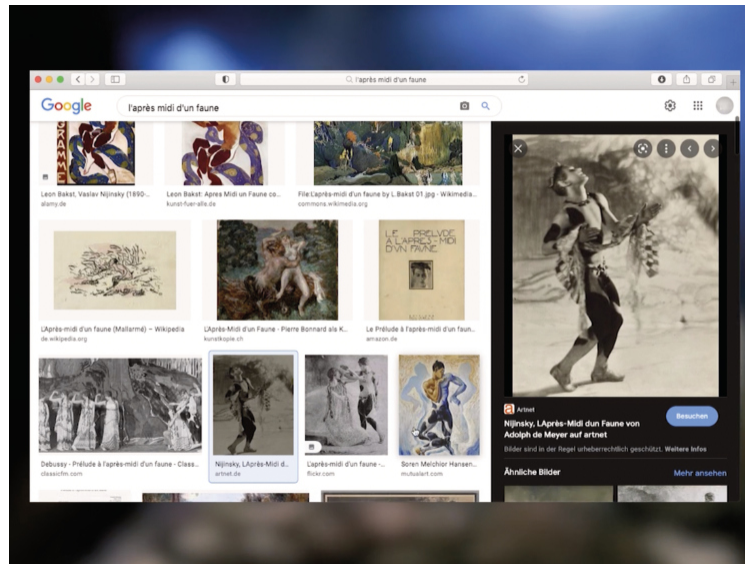 l'après midi d'un faune
Google
l'après midi d'un faune
GRAMME
Leon Bakst, Vaslav Nijinsky (1890-...
alamy.de
Leon Bakst: Apres Midi un Faune co...
kunst-fuer-alle.de
File:L'après-midi d'un faune by L.Bakst 01.jpg - Wikimedia...
commons.wikimedia.org
LE PRELVDE
A L'APRES-MIDI
D'VN FAVNE
L'Après-midi d'un faune (Mallarmé) – Wikipedia
de.wikipedia.org
L'Après-Midi d'un Faune - Pierre Bonnard als K...
kunstkopie.ch
Le Prélude à l'après-midi d'un faun...
amazon.de
Debussy - Prélude à l'après-midi d'un faune - Class...
classicfm.com
Nijinsky, LAprès-Midi d...
artnet.de
L'après-midi d'un faune -...
flickr.com
Soren Melchior Hansen...
mutualart.com
a Artnet
Nijinsky, LAprès-Midi dun Faune von
Adolph de Meyer auf artnet
Besuchen
Bilder sind in der Regel urheberrechtlich geschützt. Weitere Infos
Ähnliche Bilder
Mehr ansehen